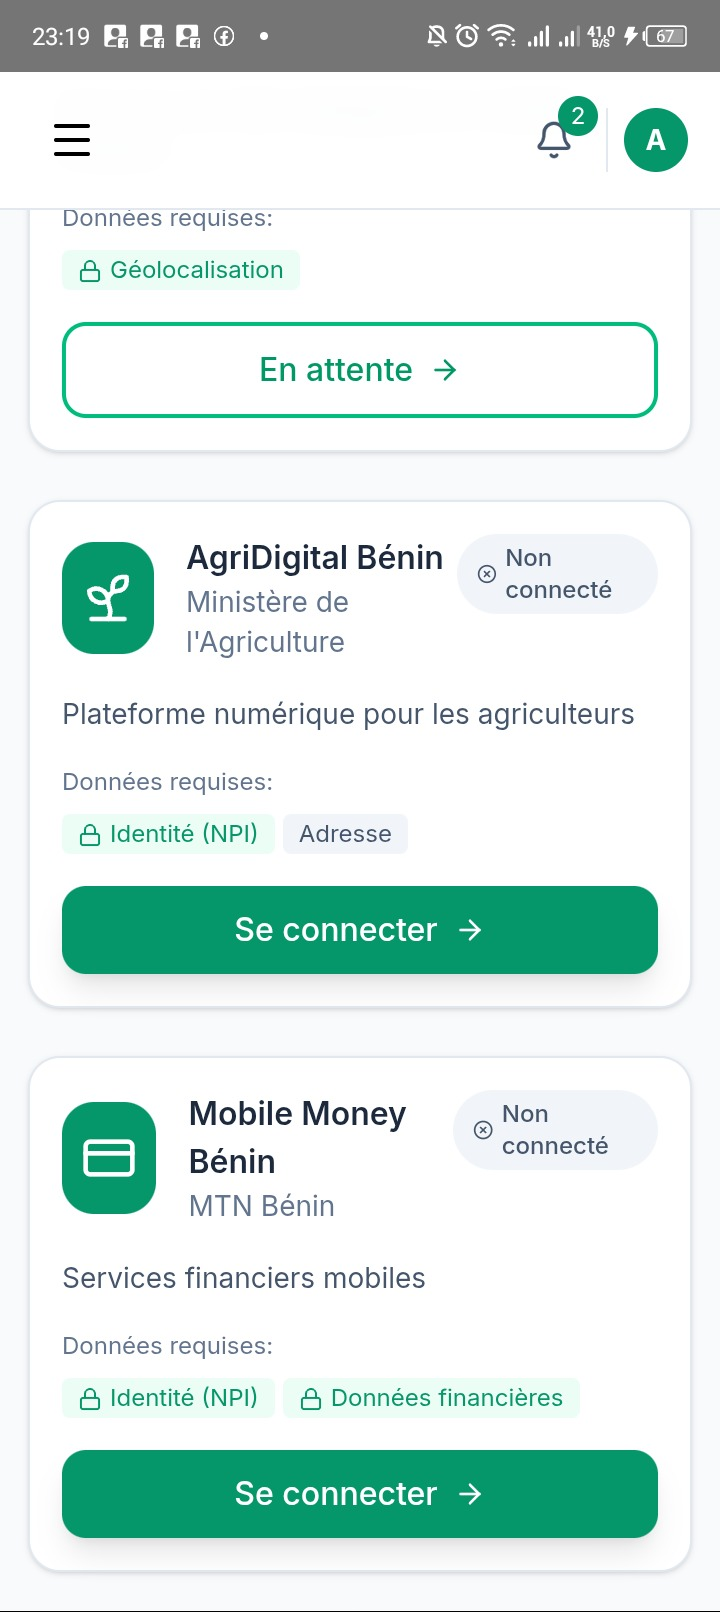 23:19
41,0
B/S
67
2
A
Données requises:
Géolocalisation
En attente →
AgriDigital Bénin
Non
connecté
Ministère de
l'Agriculture
Plateforme numérique pour les agriculteurs
Données requises:
Identité (NPI)
Adresse
Se connecter →
Mobile Money
Bénin
Non
connecté
MTN Bénin
Services financiers mobiles
Données requises:
Identité (NPI)
Données financières
Se connecter →